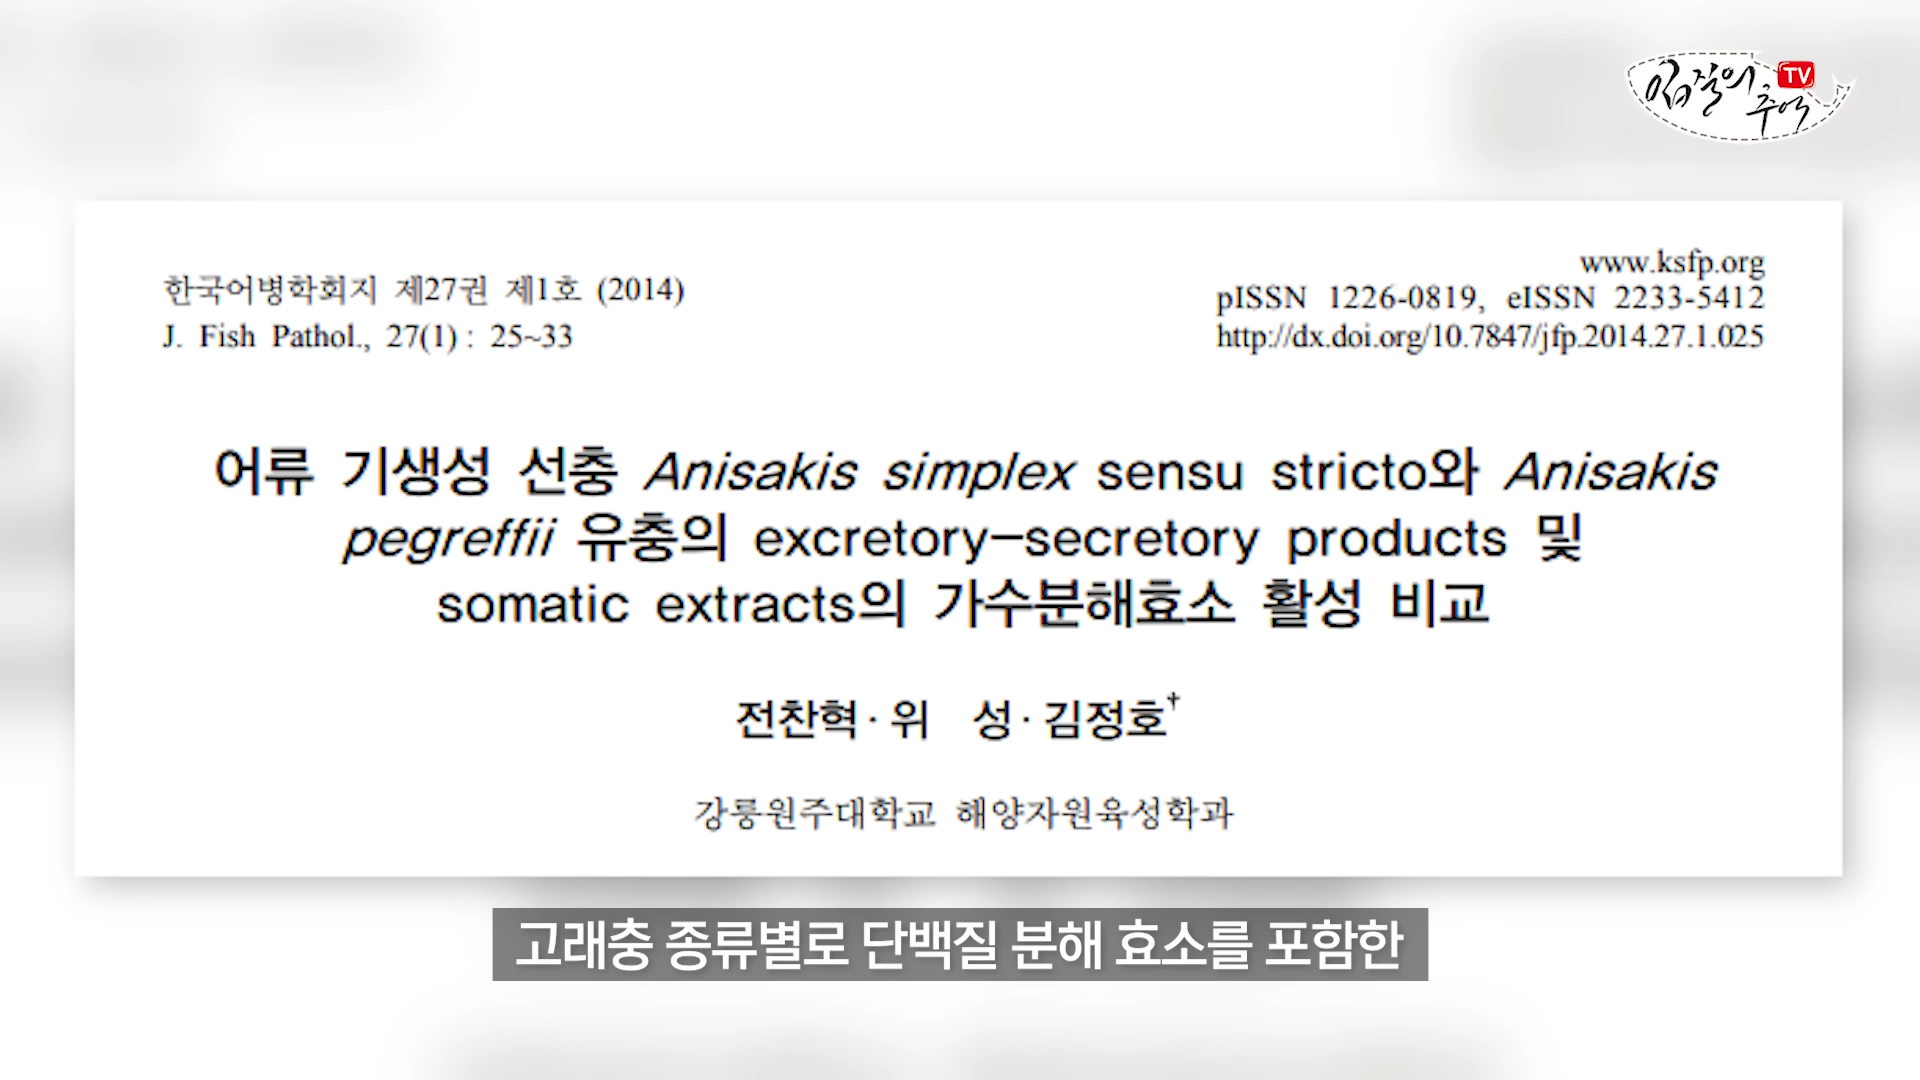 입질의 추억 TV
한국어병학회지 제27권 제1호 (2014)
J. Fish Pathol., 27(1) : 25~33
www.ksfp.org
pISSN 1226-0819, eISSN 2233-5412
http://dx.doi.org/10.7847/jfp.2014.27.1.025
어류 기생성 선충 Anisakis simplex sensu stricto와 Anisakis
pegreffii 유충의 excretory-secretory products 및
somatic extracts의 가수분해효소 활성 비교
전찬혁·위 성·김정호†
강릉원주대학교 해양자원육성학과
고래충 종류별로 단백질 분해 효소를 포함한